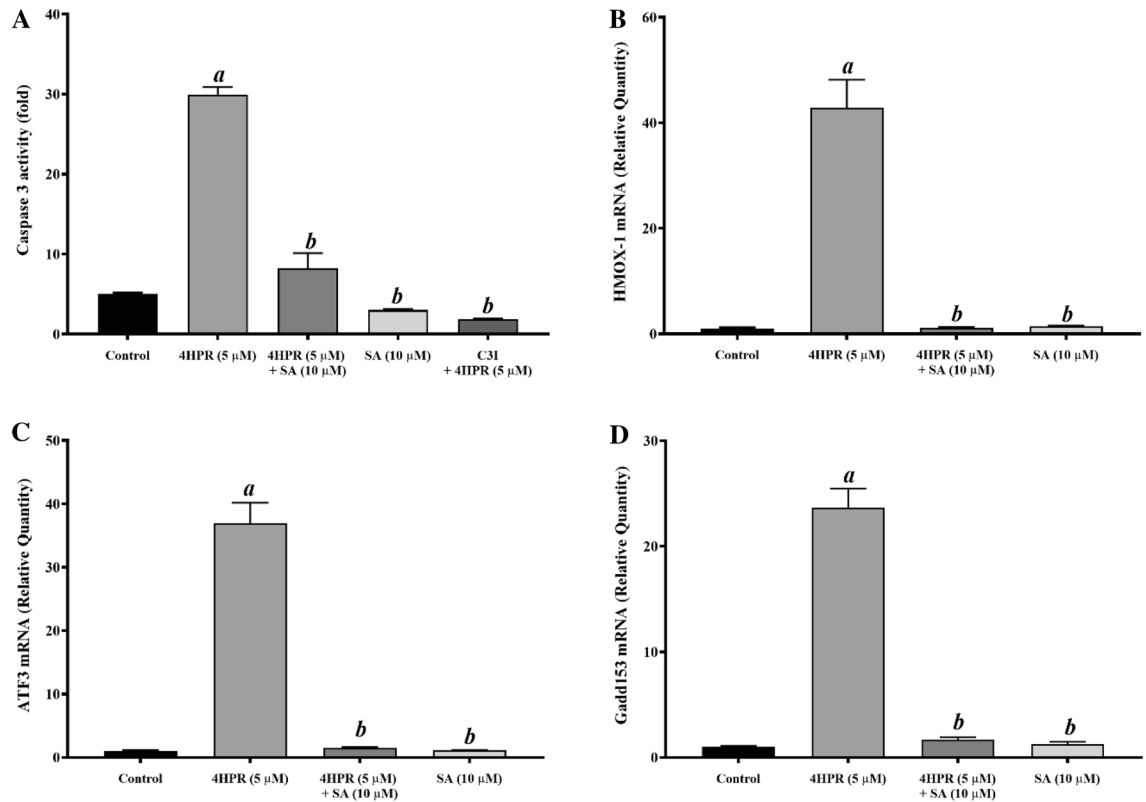 A
Caspase 3 activity (fold)
40
30
20
10
0
a
b
b
b
Control
4HPR (5 µM)
4HPR (5 µM)
+ SA (10 µM)
SA (10 µM)
C3I
+ 4HPR (5 µM)
B
HMOX-1 mRNA (Relative Quantity)
60
40
20
0
a
b
b
Control
4HPR (5 µM)
4HPR (5 µM)
+ SA (10 µM)
SA (10 µM)
C
ATF3 mRNA (Relative Quantity)
50
40
30
20
10
0
a
b
b
Control
4HPR (5 µM)
4HPR (5 µM)
+ SA (10 µM)
SA (10 µM)
D
Gadd153 mRNA (Relative Quantity)
30
20
10
0
a
b
b
Control
4HPR (5 µM)
4HPR (5 µM)
+ SA (10 µM)
SA (10 µM)